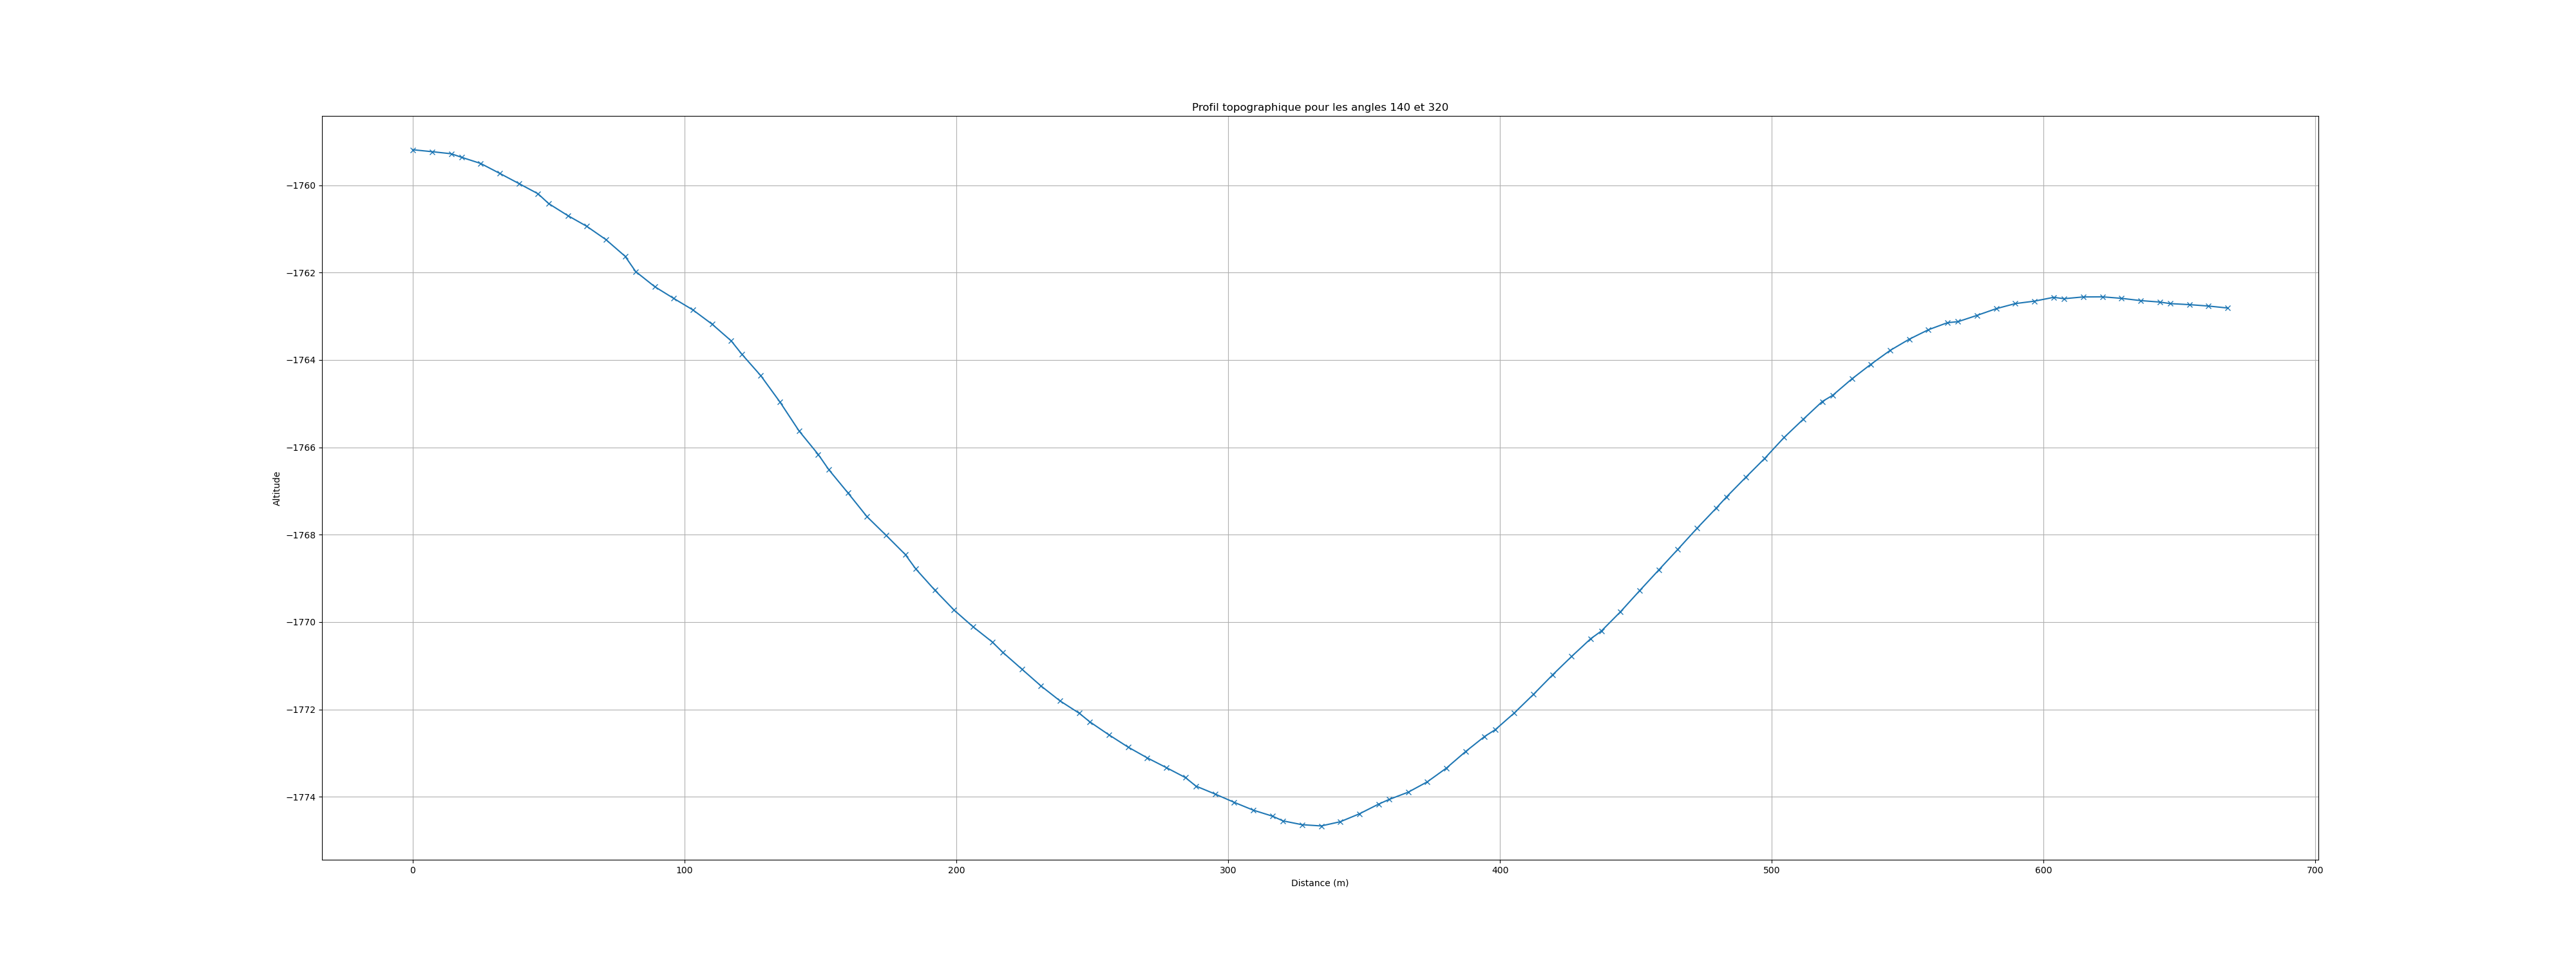 Profil topographique pour les angles 140 et 320
Altitude
−1760
−1762
−1764
−1766
−1768
−1770
−1772
−1774
0 100 200 300 400 500 600 700
Distance (m)